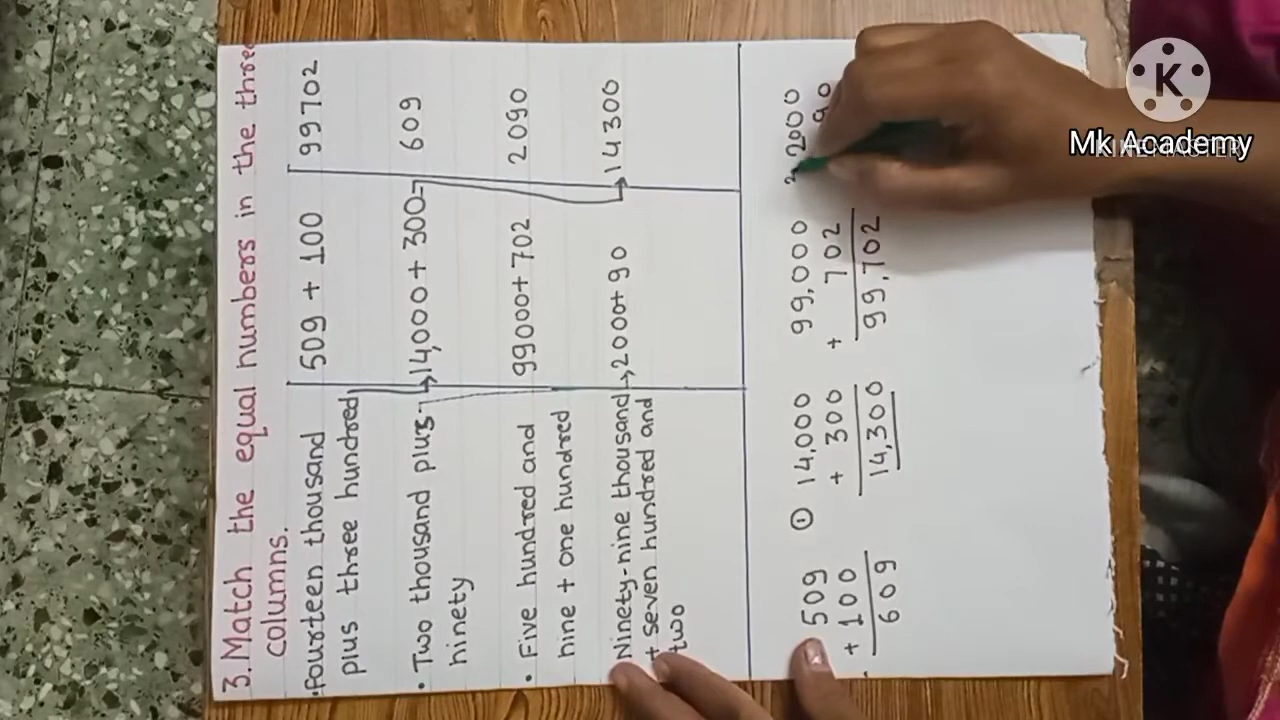 3. Match the equal numbers in the three
columns.
• Fourteen thousand 509 + 100 99702
plus three hundred
• Two thousand plus 14,000 + 300 609
ninety
• Five hundred and 99000+ 702 2090
nine + one hundred
• Ninety-nine thousand 2000+ 90 14300
+ seven hundred and
two
509 ① 14,000 99,000 2000
+ 100 + 300 + 702 90
609 14,300 99,702
K
Mk Academy